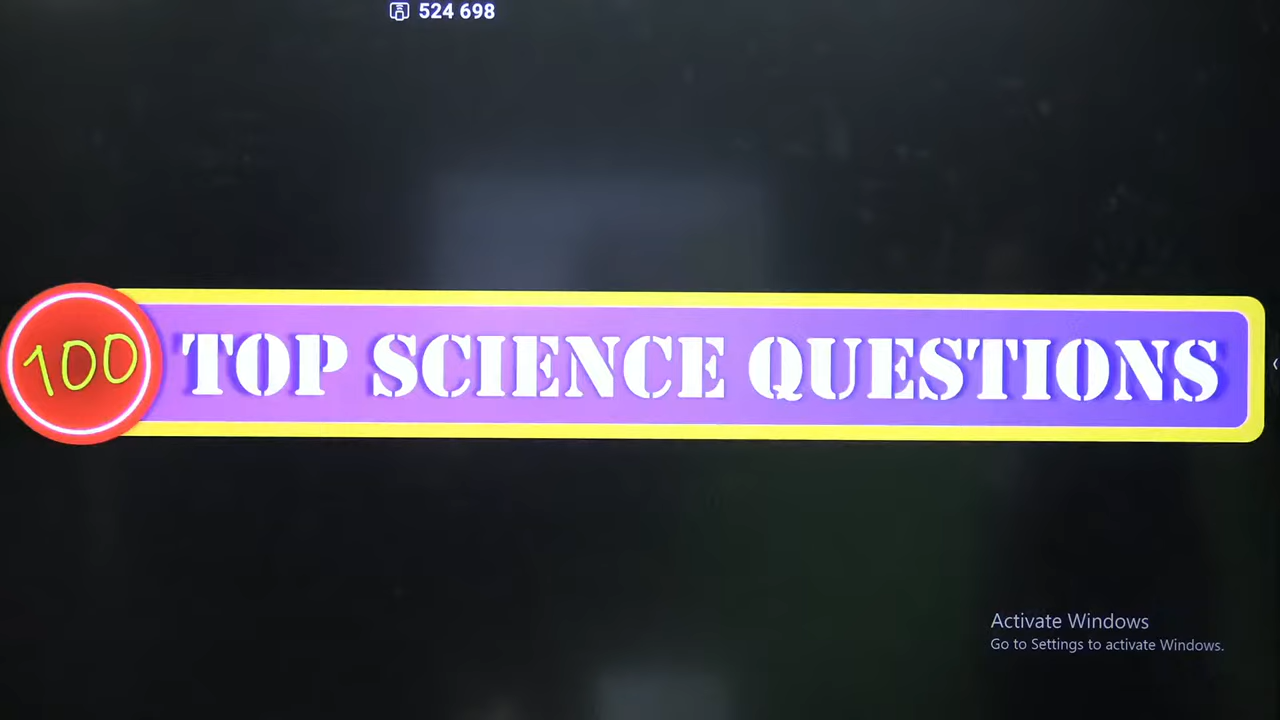 524 698
100 TOP SCIENCE QUESTIONS
Activate Windows
Go to Settings to activate Windows.